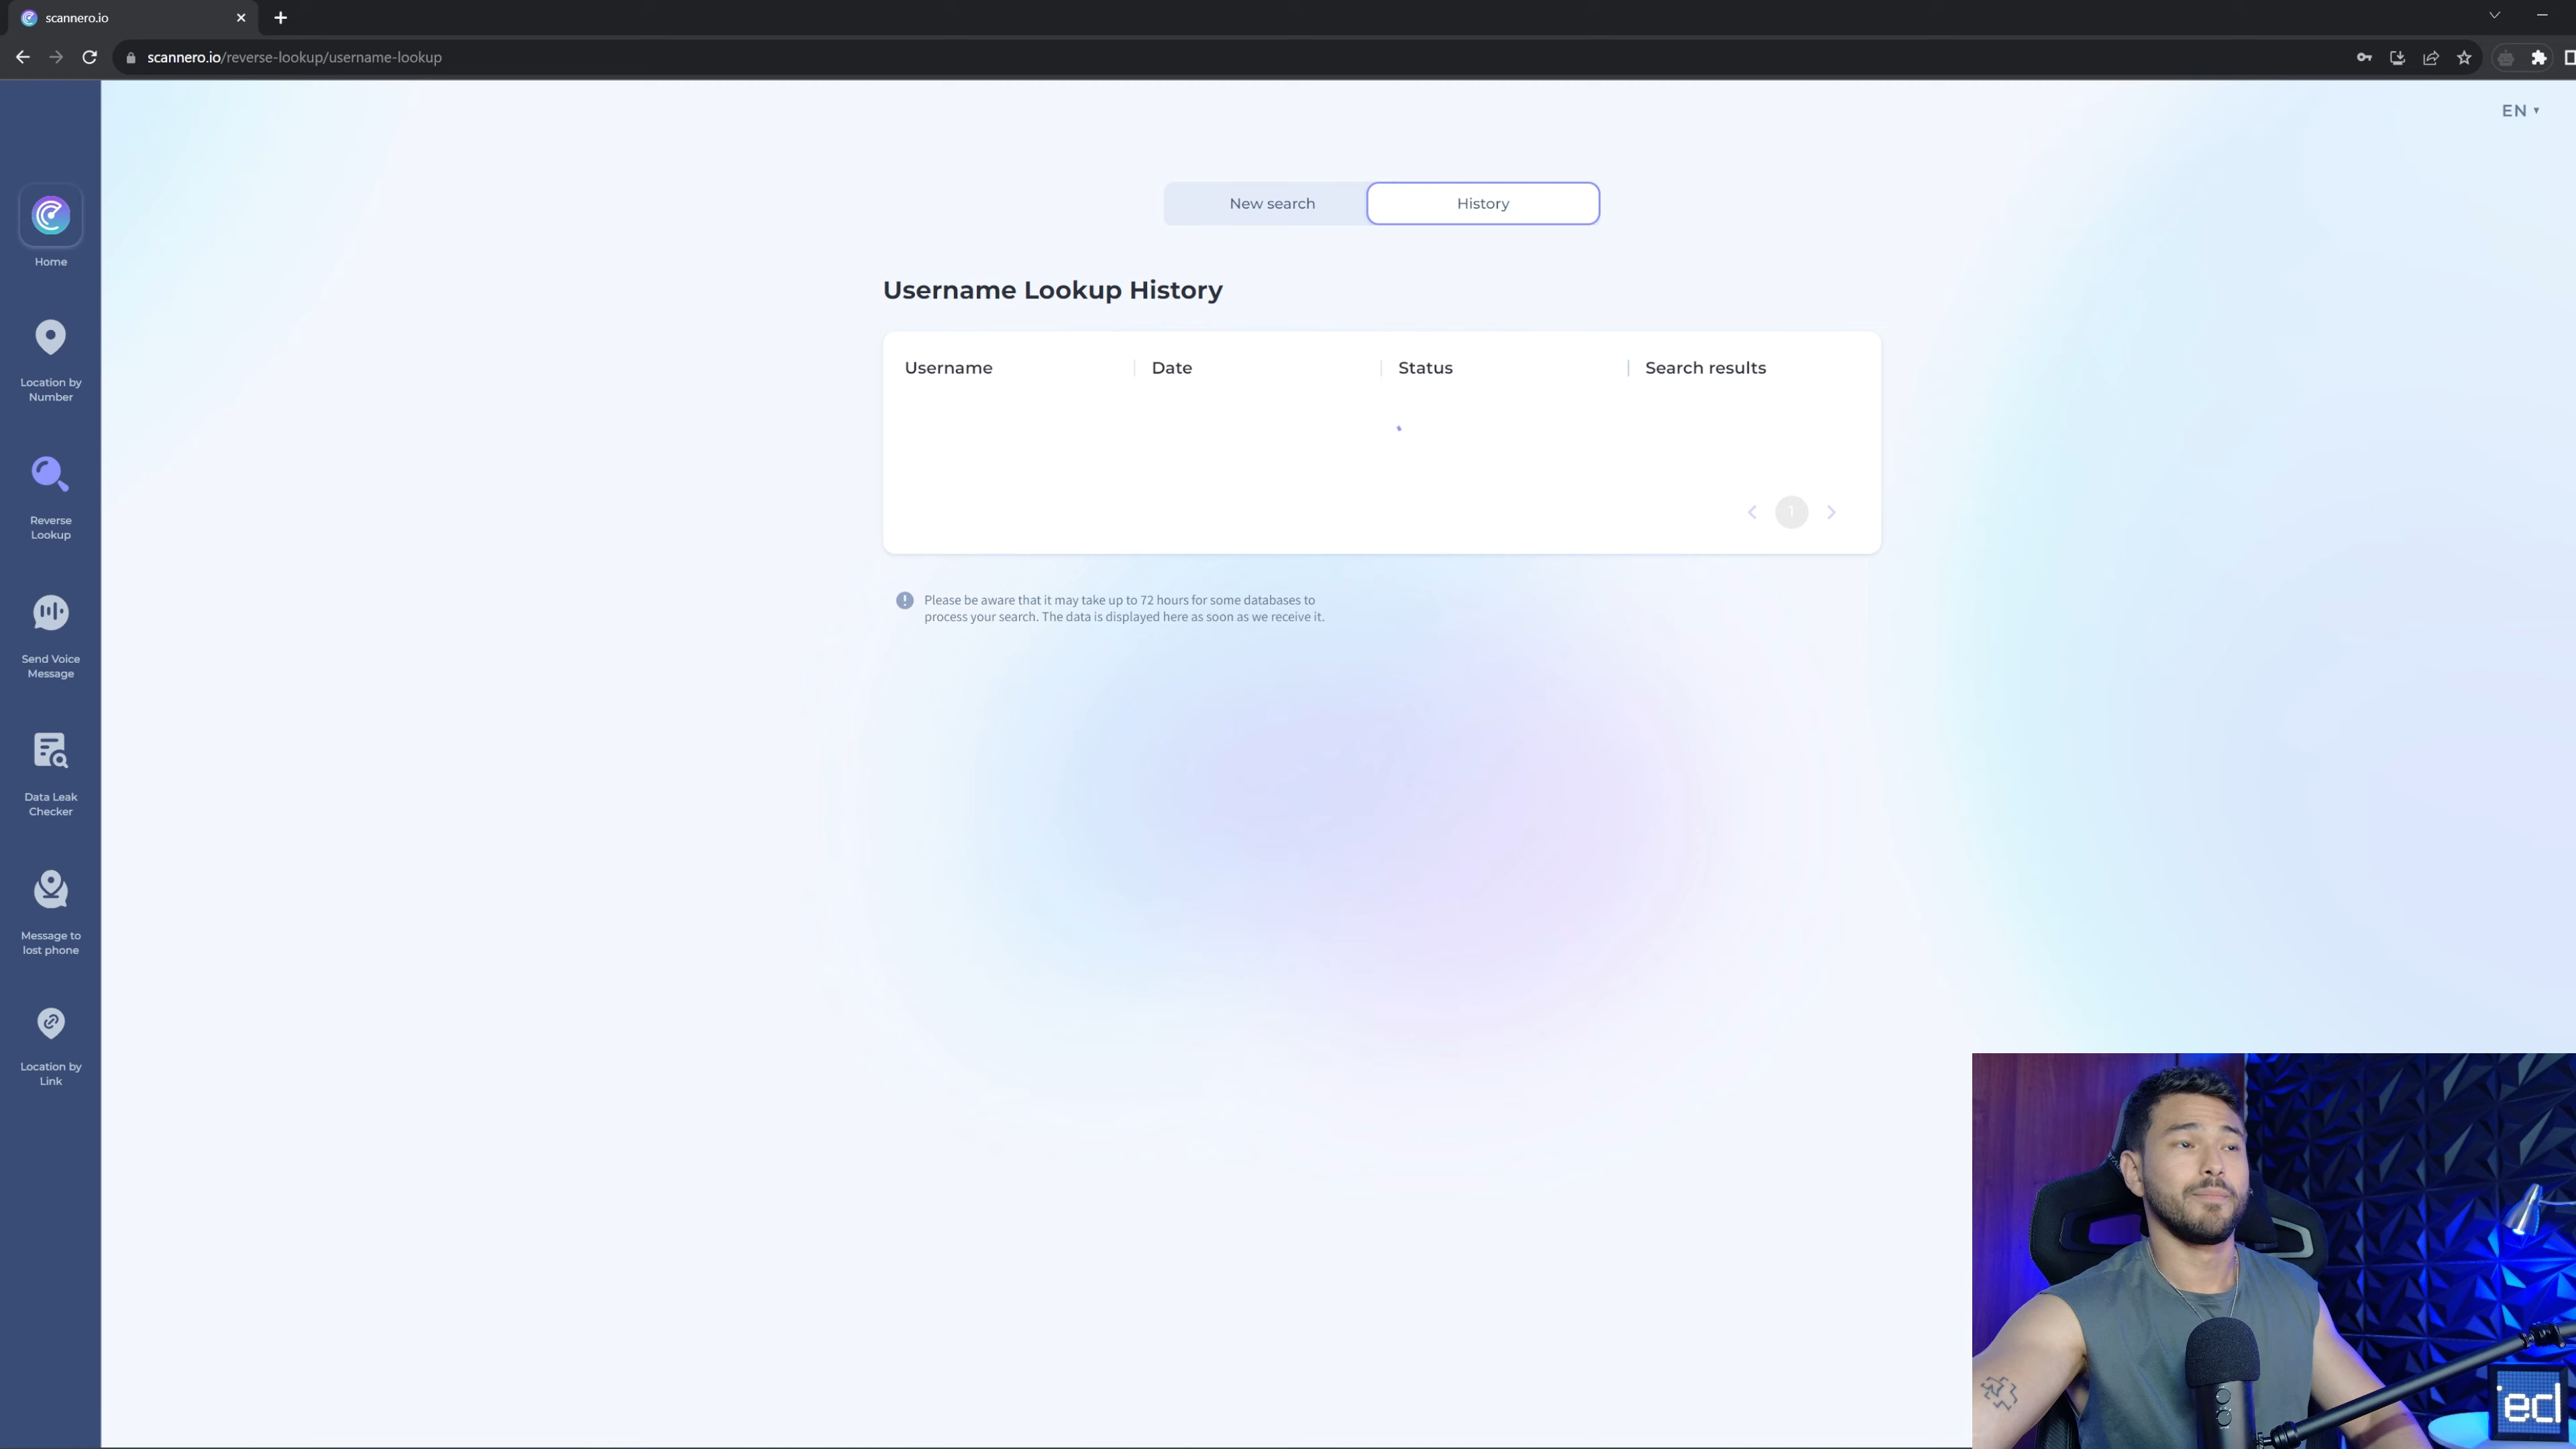 scannero.io
scannero.io/reverse-lookup/username-lookup
EN
New search
History
Home
Username Lookup History
Location by
Number
Username
Date
Status
Search results
Reverse
Lookup
1
Please be aware that it may take up to 72 hours for some databases to
process your search. The data is displayed here as soon as we receive it.
Send Voice
Message
Data Leak
Checker
Message to
lost phone
Location by
Link
ed